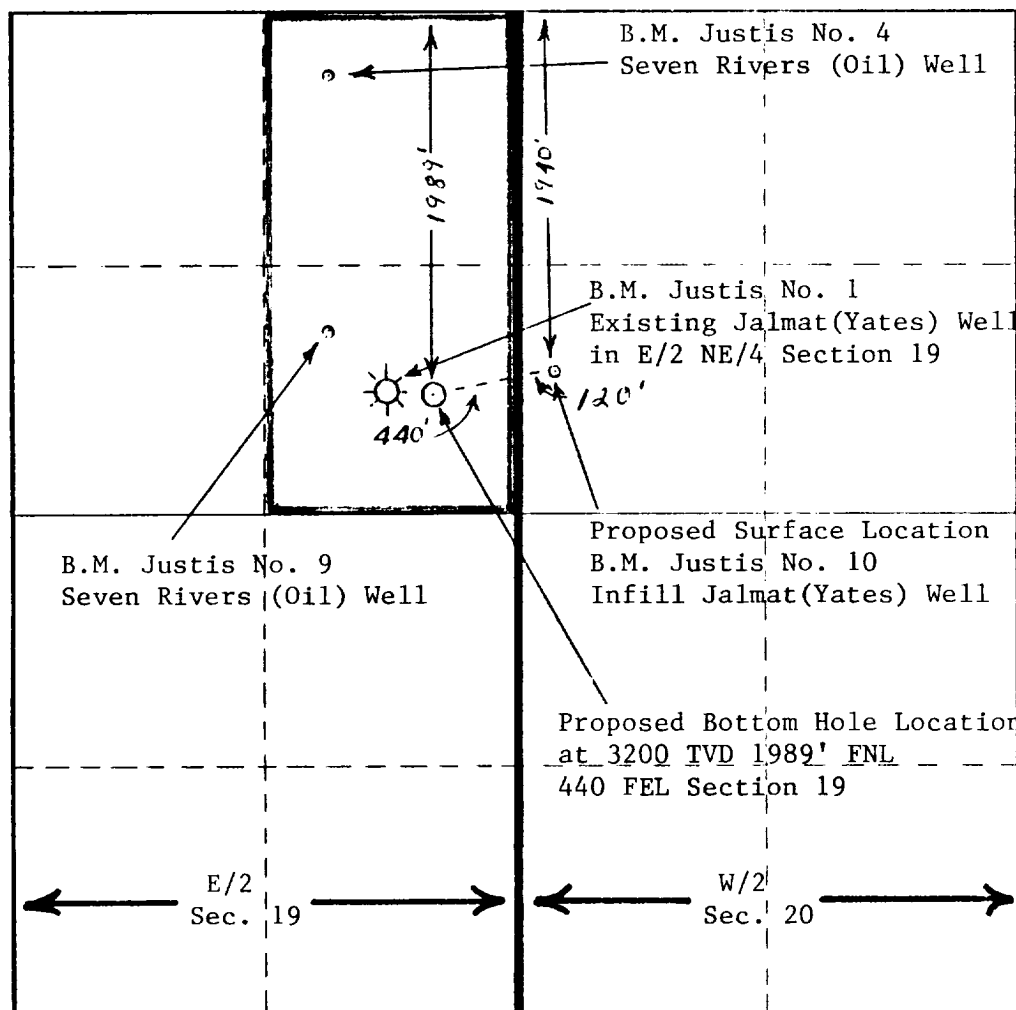 B.M. Justis No. 4
Seven Rivers (Oil) Well
1989'
1940'
B.M. Justis No. 1
Existing Jalmat(Yates) Well
in E/2 NE/4 Section 19
120'
440'
B.M. Justis No. 9
Seven Rivers (Oil) Well
Proposed Surface Location
B.M. Justis No. 10
Infill Jalmat(Yates) Well
Proposed Bottom Hole Location
at 3200 TVD 1989' FNL
440 FEL Section 19
E/2
Sec. 19
W/2
Sec. 20